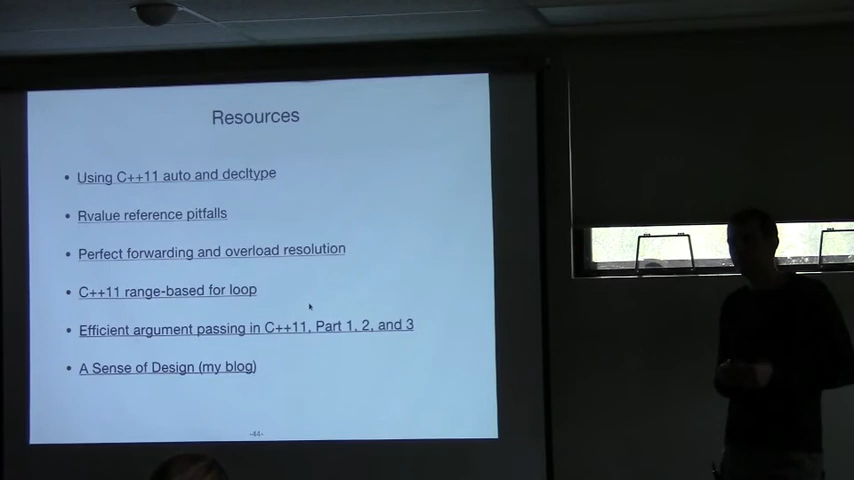 Resources
• Using C++11 auto and decltype
• Rvalue reference pitfalls
• Perfect forwarding and overload resolution
• C++11 range-based for loop
• Efficient argument passing in C++11, Part 1, 2, and 3
• A Sense of Design (my blog)
-44-